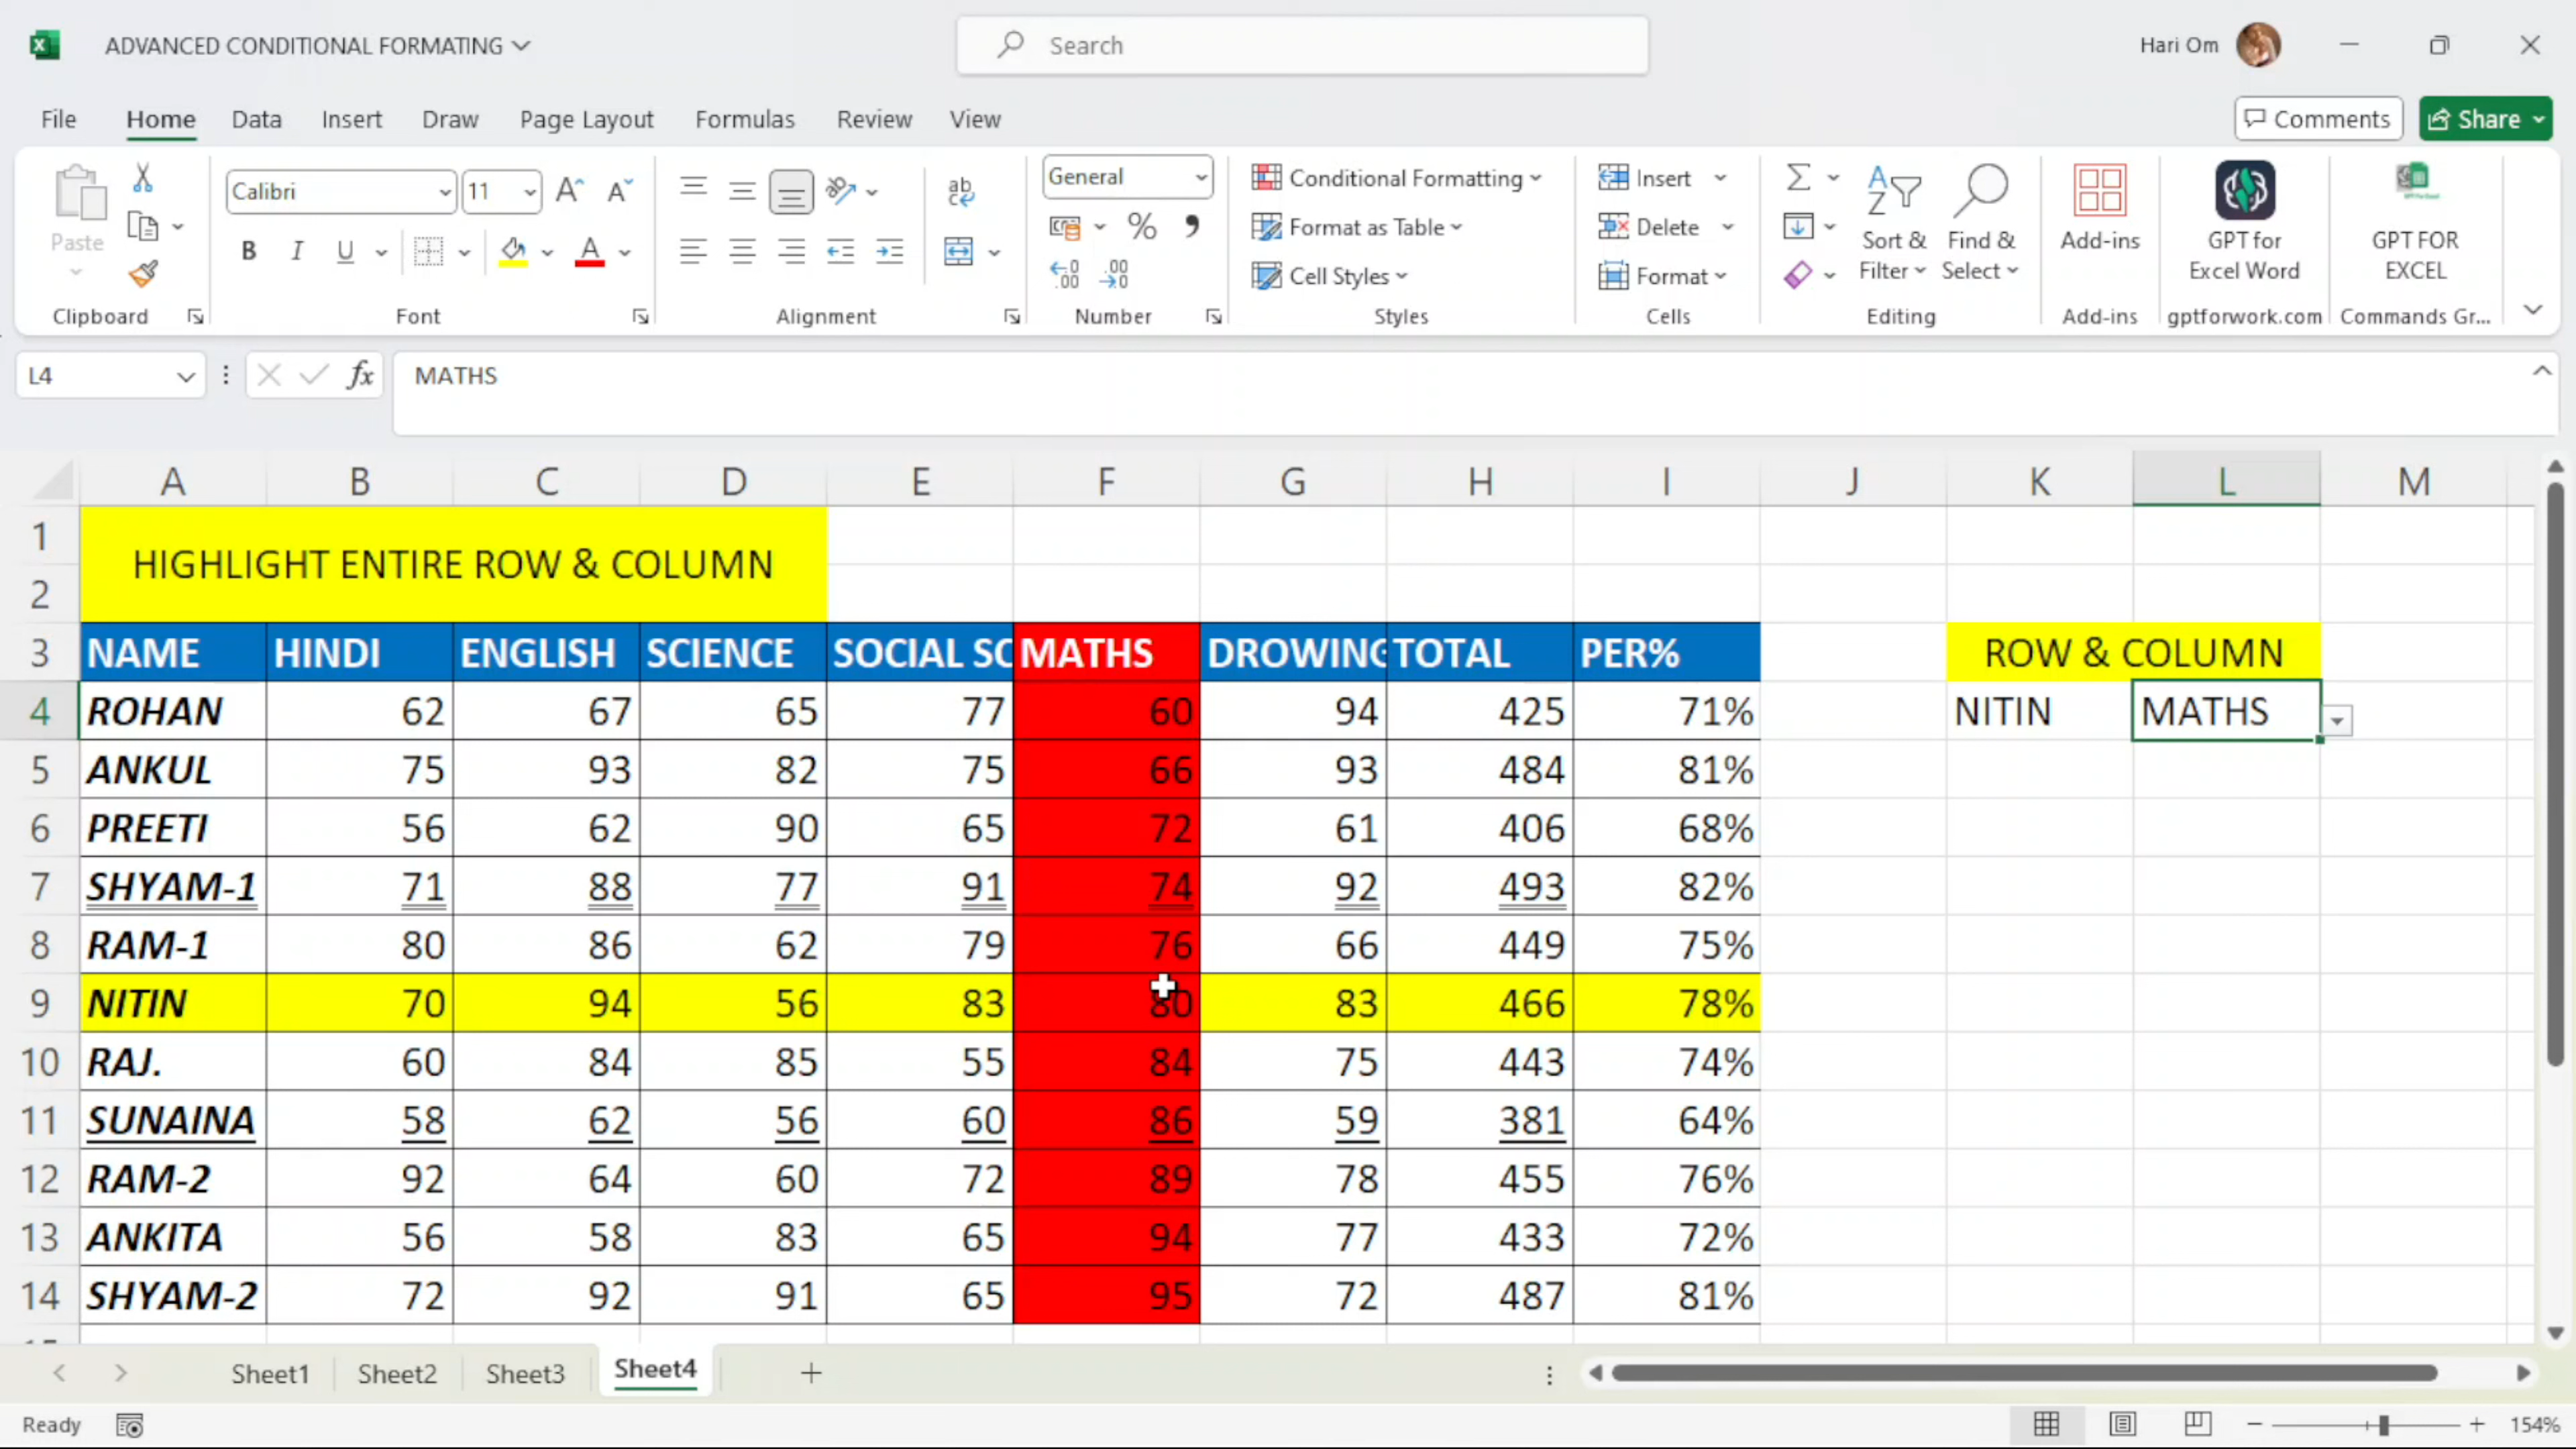 ADVANCED CONDITIONAL FORMATING
Search
Hari Om
File Home Data Insert Draw Page Layout Formulas Review View
Comments Share
Paste
Clipboard
Calibri 11
B I U A
Font
ab
Alignment
General
% ,
Number
Conditional Formatting
Format as Table
Cell Styles
Styles
Insert
Delete
Format
Cells
Sort & Filter
Find & Select
Editing
Add-ins
Add-ins
GPT for Excel Word
gptforwork.com
GPT FOR EXCEL
Commands Gr...
L4 fx MATHS
A B C D E F G H I J K L M
1
2 HIGHLIGHT ENTIRE ROW & COLUMN
3 NAME HINDI ENGLISH SCIENCE SOCIAL SC MATHS DROWING TOTAL PER% ROW & COLUMN
4 ROHAN 62 67 65 77 60 94 425 71% NITIN MATHS
5 ANKUL 75 93 82 75 66 93 484 81%
6 PREETI 56 62 90 65 72 61 406 68%
7 SHYAM-1 71 88 77 91 74 92 493 82%
8 RAM-1 80 86 62 79 76 66 449 75%
9 NITIN 70 94 56 83 80 83 466 78%
10 RAJ. 60 84 85 55 84 75 443 74%
11 SUNAINA 58 62 56 60 86 59 381 64%
12 RAM-2 92 64 60 72 89 78 455 76%
13 ANKITA 56 58 83 65 94 77 433 72%
14 SHYAM-2 72 92 91 65 95 72 487 81%
Sheet1 Sheet2 Sheet3 Sheet4
Ready 154%